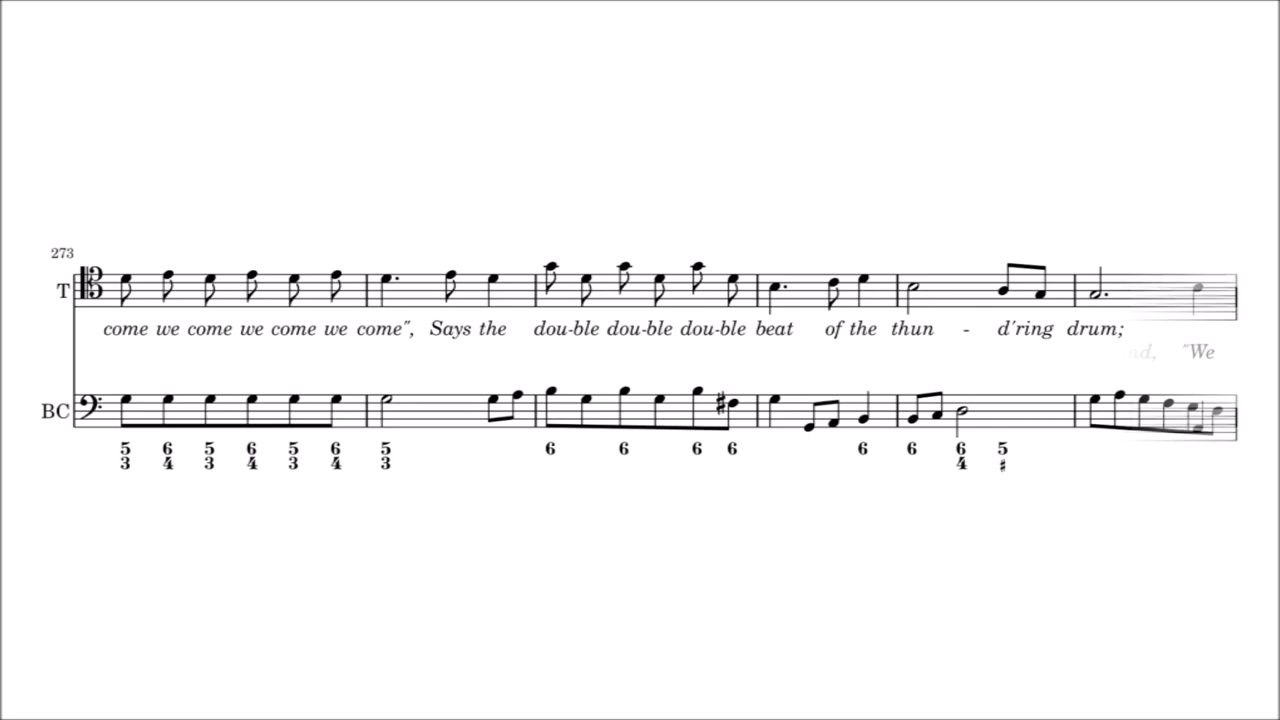 273
T
come we come we come we come", Says the dou-ble dou-ble dou-ble beat of the thun - d'ring drum;
"We
BC
5 6 5 6 5 6 5 6 6 6 6 6 6 6 5
3 4 3 4 3 4 3 4 ♯